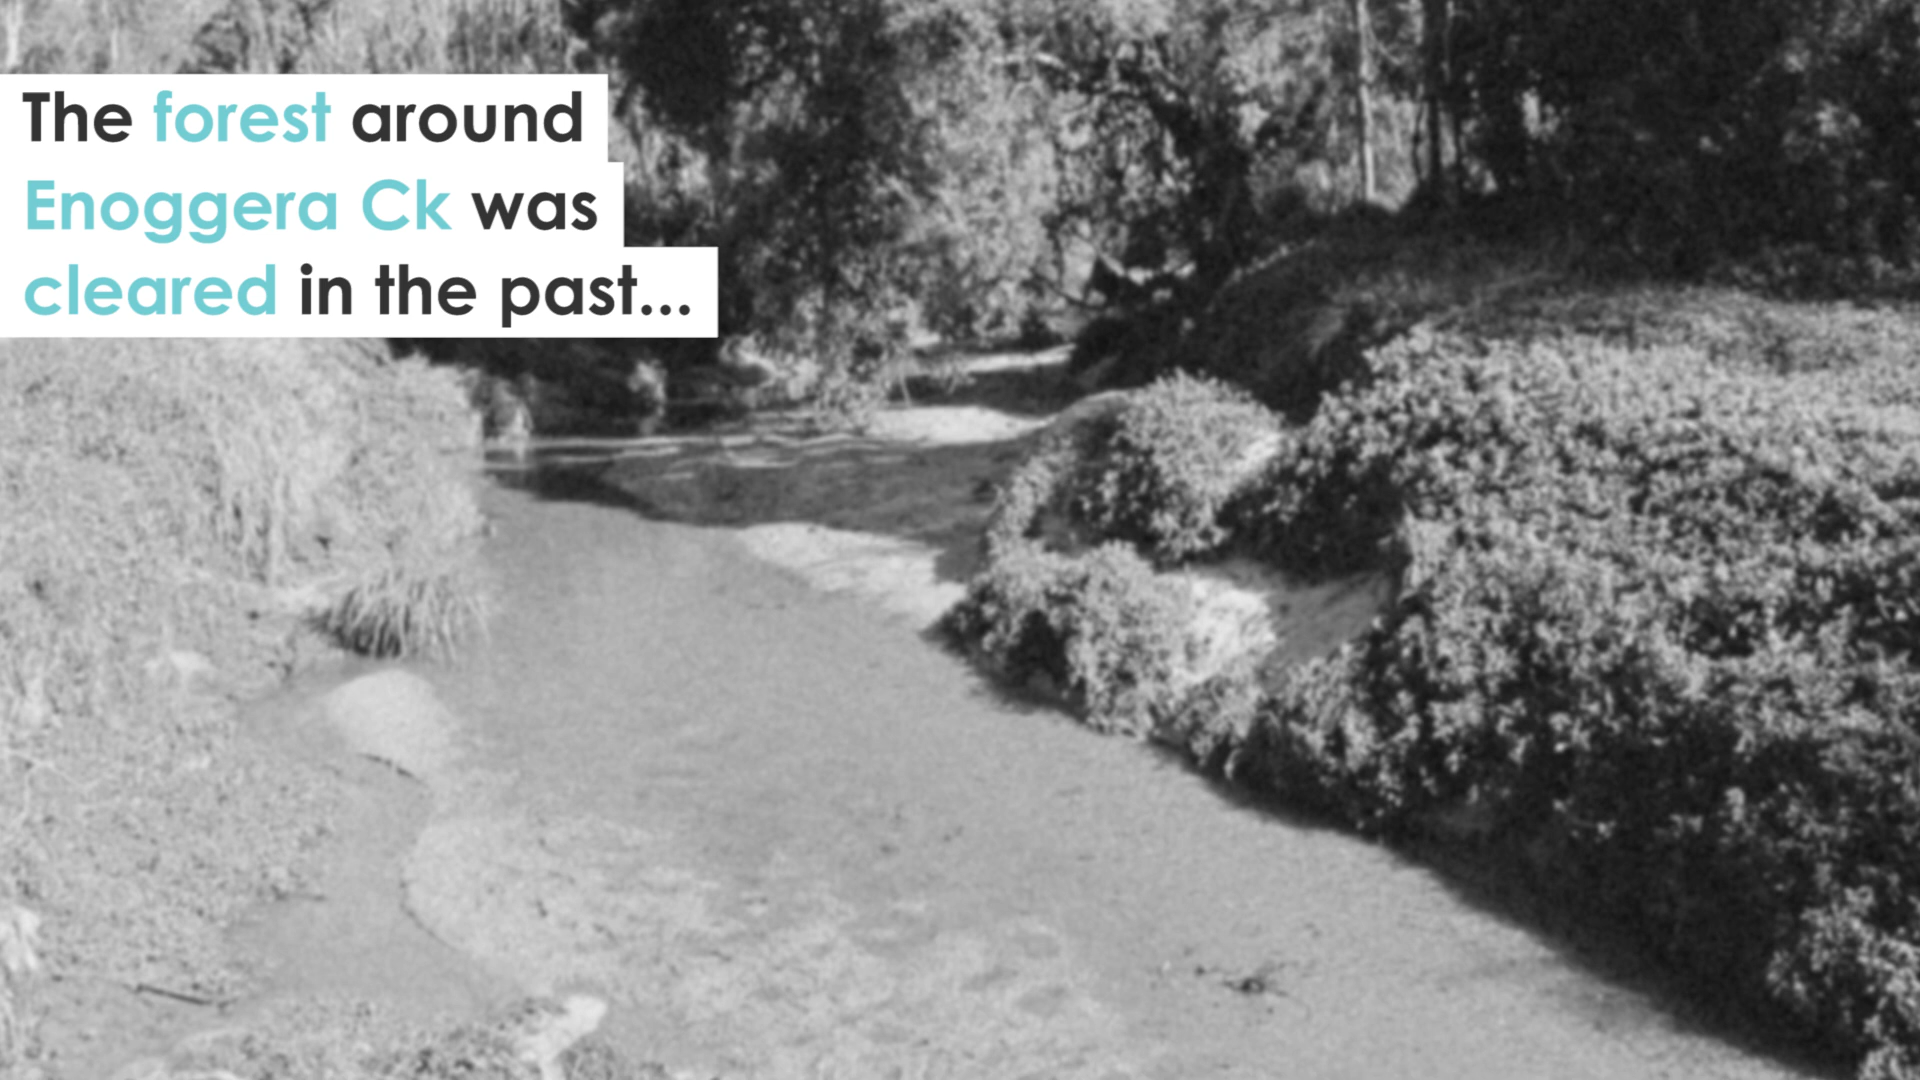 The forest around
Enoggera Ck was
cleared in the past...